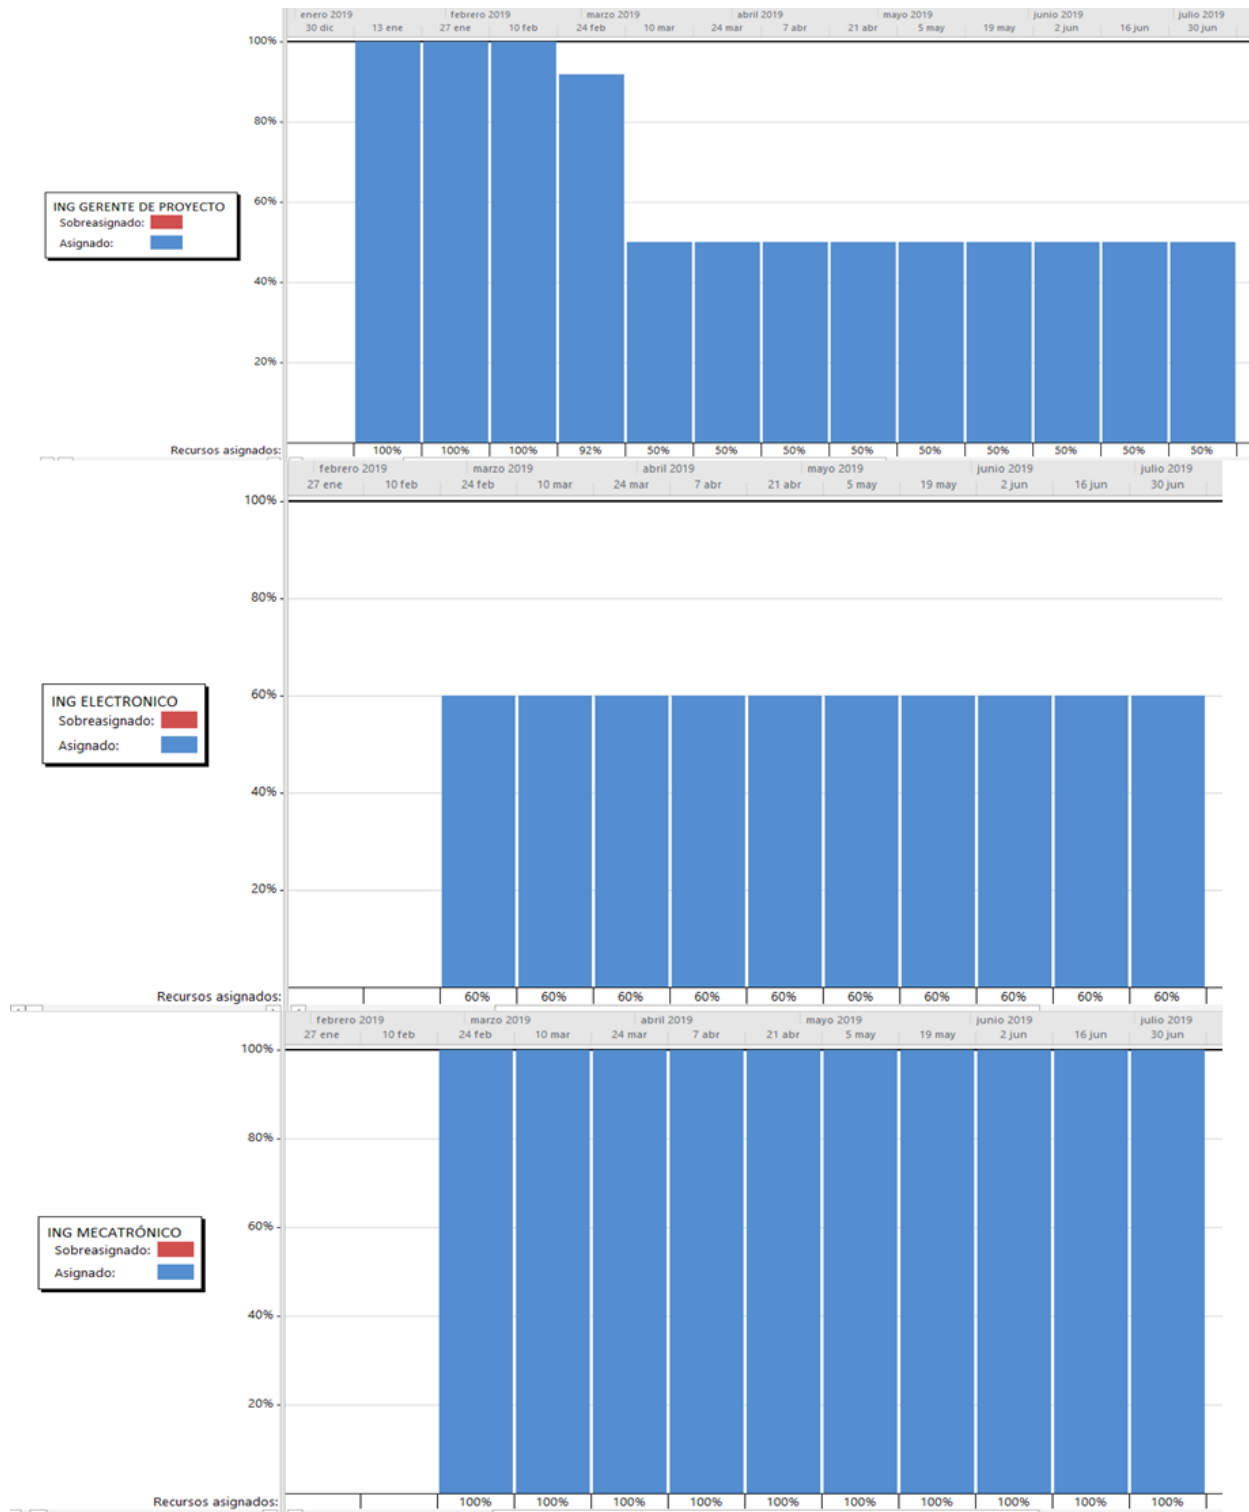 enero 2019 febrero 2019 marzo 2019 abril 2019 mayo 2019 junio 2019 julio 2019
30 dic 13 ene 27 ene 10 feb 24 feb 10 mar 24 mar 7 abr 21 abr 5 may 19 may 2 jun 16 jun 30 jun
100%
80%
ING GERENTE DE PROYECTO
Sobreasignado:
Asignado:
60%
40%
20%
Recursos asignados: 100% 100% 100% 92% 50% 50% 50% 50% 50% 50% 50% 50% 50%
febrero 2019 marzo 2019 abril 2019 mayo 2019 junio 2019 julio 2019
27 ene 10 feb 24 feb 10 mar 24 mar 7 abr 21 abr 5 may 19 may 2 jun 16 jun 30 jun
100%
80%
60%
ING ELECTRONICO
Sobreasignado:
Asignado:
40%
20%
Recursos asignados: 60% 60% 60% 60% 60% 60% 60% 60% 60% 60%
febrero 2019 marzo 2019 abril 2019 mayo 2019 junio 2019 julio 2019
27 ene 10 feb 24 feb 10 mar 24 mar 7 abr 21 abr 5 may 19 may 2 jun 16 jun 30 jun
100%
80%
60%
ING MECATRÓNICO
Sobreasignado:
Asignado:
40%
20%
Recursos asignados: 100% 100% 100% 100% 100% 100% 100% 100% 100% 100%